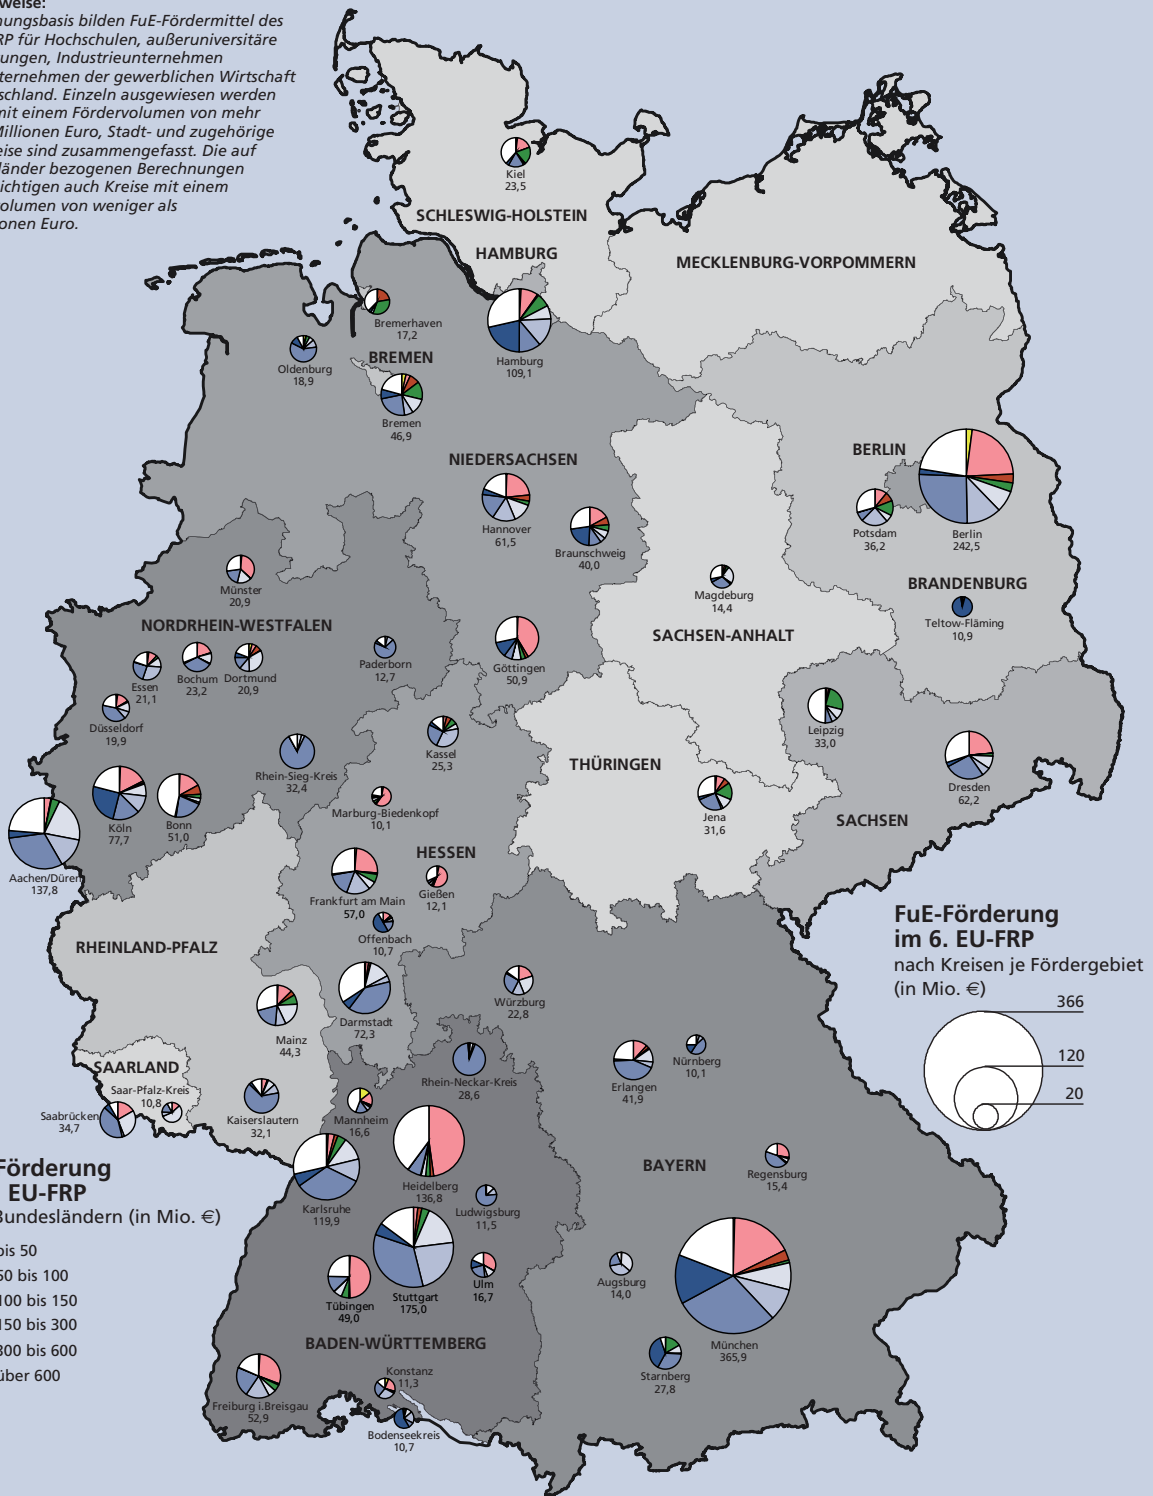 weise:
nungsbasis bilden FuE-Fördermittel des
RP für Hochschulen, außeruniversitäre
ungen, Industrieunternehmen
ternehmen der gewerblichen Wirtschaft
schland. Einzeln ausgewiesen werden
mit einem Fördervolumen von mehr
Millionen Euro, Stadt- und zugehörige
eise sind zusammengefasst. Die auf
länder bezogenen Berechnungen
ichtigen auch Kreise mit einem
volumen von weniger als
onen Euro.
Kiel
23,5
SCHLESWIG-HOLSTEIN
HAMBURG
MECKLENBURG-VORPOMMERN
Bremerhaven
17,2
Hamburg
109,1
Oldenburg
18,9
BREMEN
Bremen
46,9
NIEDERSACHSEN
BERLIN
Hannover
61,5
Braunschweig
40,0
Potsdam
36,2
Berlin
242,5
Münster
20,9
Magdeburg
14,4
BRANDENBURG
Teltow-Fläming
10,9
NORDRHEIN-WESTFALEN
SACHSEN-ANHALT
Paderborn
12,7
Göttingen
50,9
Essen
21,1
Bochum
23,2
Dortmund
20,9
Düsseldorf
19,9
Leipzig
33,0
Kassel
25,3
Rhein-Sieg-Kreis
32,4
THÜRINGEN
Dresden
62,2
Köln
77,7
Bonn
51,0
Marburg-Biedenkopf
10,1
Jena
31,6
SACHSEN
Aachen/Düren
137,8
HESSEN
Frankfurt am Main
57,0
Gießen
12,1
Offenbach
10,7
RHEINLAND-PFALZ
FuE-Förderung
im 6. EU-FRP
nach Kreisen je Fördergebiet
(in Mio. €)
366
120
20
Würzburg
22,8
Darmstadt
72,3
Mainz
44,3
Nürnberg
10,1
Erlangen
41,9
SAARLAND
Saar-Pfalz-Kreis
10,8
Rhein-Neckar-Kreis
28,6
Saabrücken
34,7
Kaiserslautern
32,1
Mannheim
16,6
BAYERN
Förderung
EU-FRP
Bundesländern (in Mio. €)
bis 50
50 bis 100
100 bis 150
150 bis 300
300 bis 600
über 600
Heidelberg
136,8
Regensburg
15,4
Karlsruhe
119,9
Ludwigsburg
11,5
Stuttgart
175,0
Ulm
16,7
Tübingen
49,0
Augsburg
14,0
München
365,9
BADEN-WÜRTTEMBERG
Starnberg
27,8
Konstanz
11,3
Freiburg i.Breisgau
52,9
Bodenseekreis
10,7